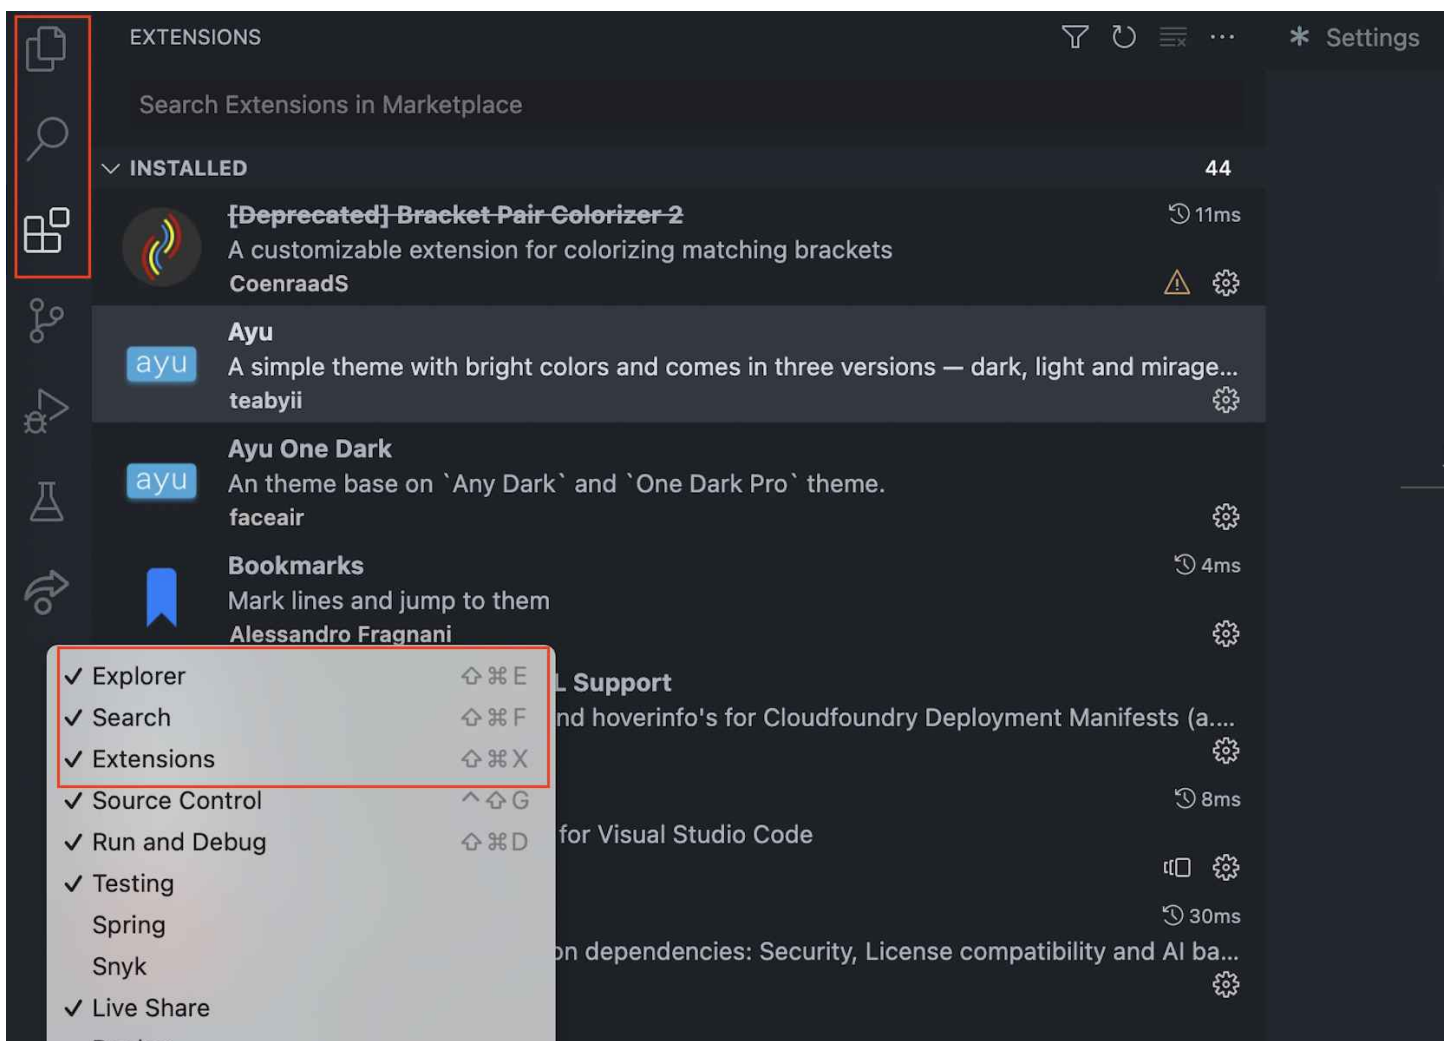 EXTENSIONS
Settings
Search Extensions in Marketplace
INSTALLED 44
[Deprecated] Bracket Pair Colorizer 2 11ms
A customizable extension for colorizing matching brackets
CoenraadS
Ayu
ayu
A simple theme with bright colors and comes in three versions — dark, light and mirage...
teabyii
Ayu One Dark
ayu
An theme base on `Any Dark` and `One Dark Pro` theme.
faceair
Bookmarks 4ms
Mark lines and jump to them
Alessandro Fragnani
L Support
nd hoverinfo's for Cloudfoundry Deployment Manifests (a....
8ms
for Visual Studio Code
30ms
on dependencies: Security, License compatibility and AI ba...
✓ Explorer ⇧⌘E
✓ Search ⇧⌘F
✓ Extensions ⇧⌘X
✓ Source Control ^⇧G
✓ Run and Debug ⇧⌘D
✓ Testing
Spring
Snyk
✓ Live Share